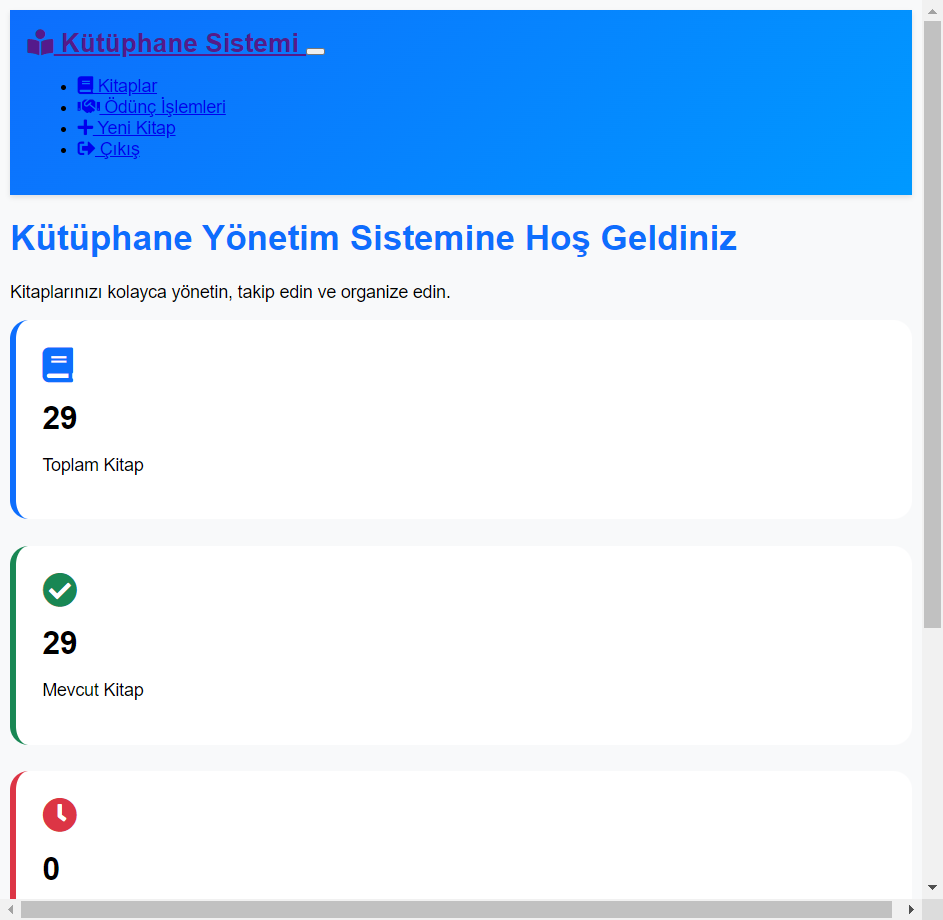 Kütüphane Sistemi
Kitaplar
Ödünç İşlemleri
Yeni Kitap
Çıkış
Kütüphane Yönetim Sistemine Hoş Geldiniz
Kitaplarınızı kolayca yönetin, takip edin ve organize edin.
29
Toplam Kitap
29
Mevcut Kitap
0